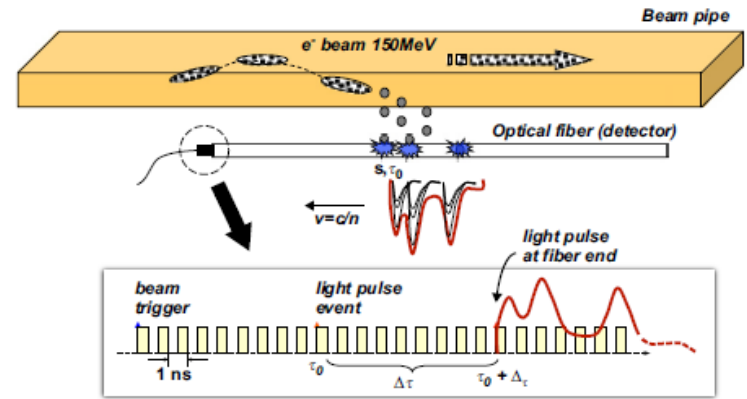 Beam pipe
e- beam 150MeV
Optical fiber (detector)
s, τ0
v=c/n
light pulse
at fiber end
beam
trigger
light pulse
event
1 ns
τ0
Δτ
τ0 + Δτ